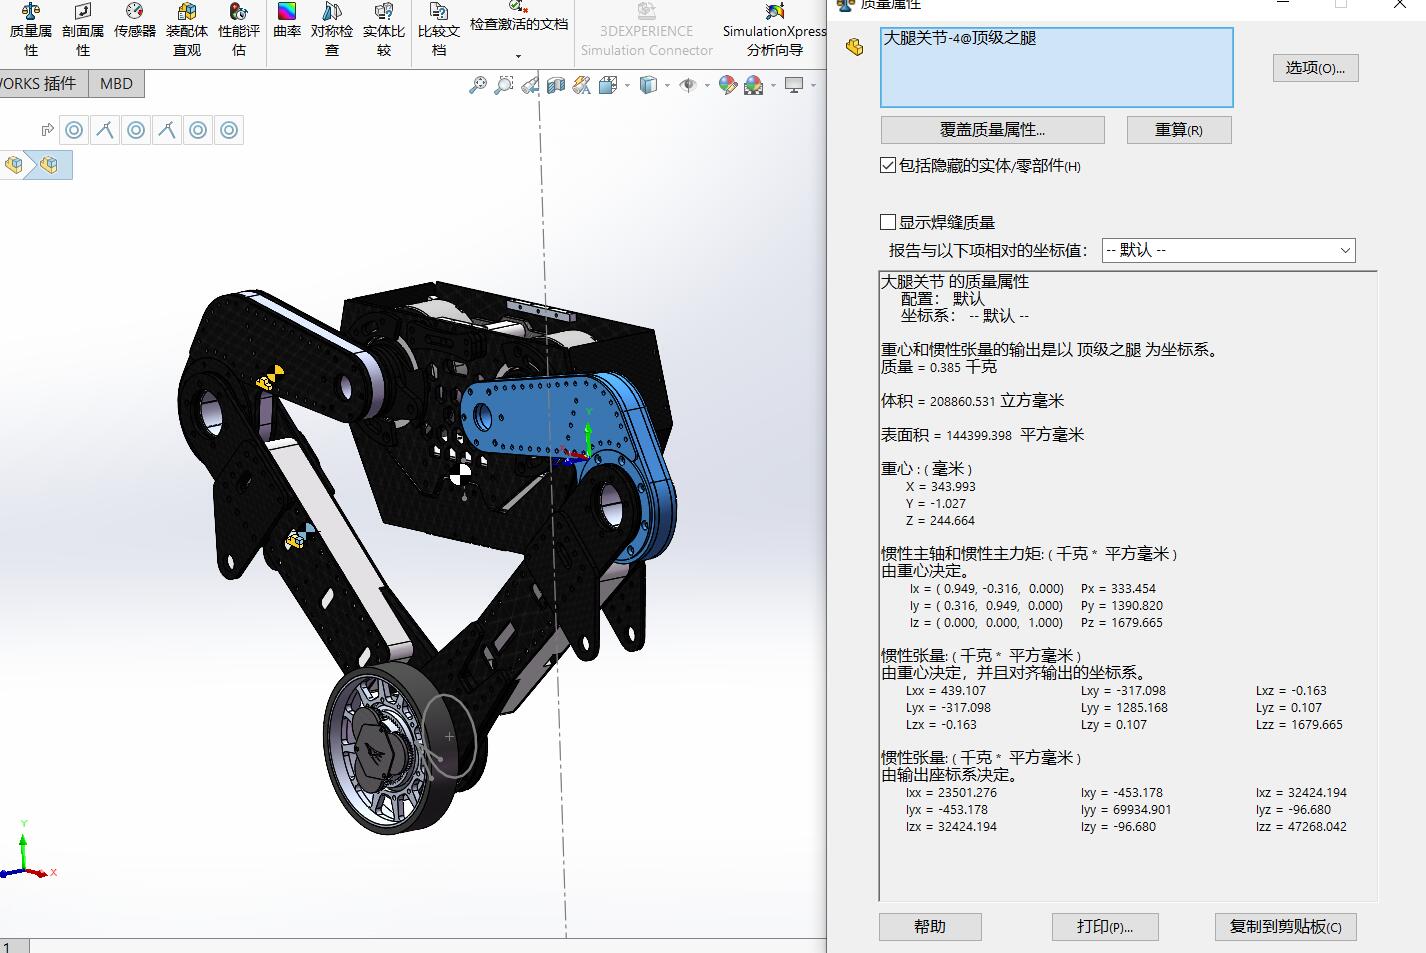 质量属性
剖面属性
传感器
装配体直观
性能评估
曲率
对称检查
实体比较
比较文档
检查激活的文档
3DEXPERIENCE
Simulation Connector
SimulationXpress
分析向导
质量属性
ORKS 插件
MBD
大腿关节-4@顶级之腿
选项(O)...
覆盖质量属性...
重算(R)
包括隐藏的实体/零部件(H)
显示焊缝质量
报告与以下项相对的坐标值:
-- 默认 --
大腿关节 的质量属性
配置: 默认
坐标系: -- 默认 --
重心和惯性张量的输出是以 顶级之腿 为坐标系。
质量 = 0.385 千克
体积 = 208860.531 立方毫米
表面积 = 144399.398 平方毫米
重心 : ( 毫米 )
X = 343.993
Y = -1.027
Z = 244.664
惯性主轴和惯性主力矩: ( 千克 * 平方毫米 )
由重心决定。
Ix = ( 0.949, -0.316, 0.000) Px = 333.454
Iy = ( 0.316, 0.949, 0.000) Py = 1390.820
Iz = ( 0.000, 0.000, 1.000) Pz = 1679.665
惯性张量: ( 千克 * 平方毫米 )
由重心决定，并且对齐输出的坐标系。
Lxx = 439.107 Lxy = -317.098 Lxz = -0.163
Lyx = -317.098 Lyy = 1285.168 Lyz = 0.107
Lzx = -0.163 Lzy = 0.107 Lzz = 1679.665
惯性张量: ( 千克 * 平方毫米 )
由输出座标系决定。
Ixx = 23501.276 Ixy = -453.178 Ixz = 32424.194
Iyx = -453.178 Iyy = 69934.901 Iyz = -96.680
Izx = 32424.194 Izy = -96.680 Izz = 47268.042
Y
Y
X
1
帮助
打印(P)...
复制到剪贴板(C)